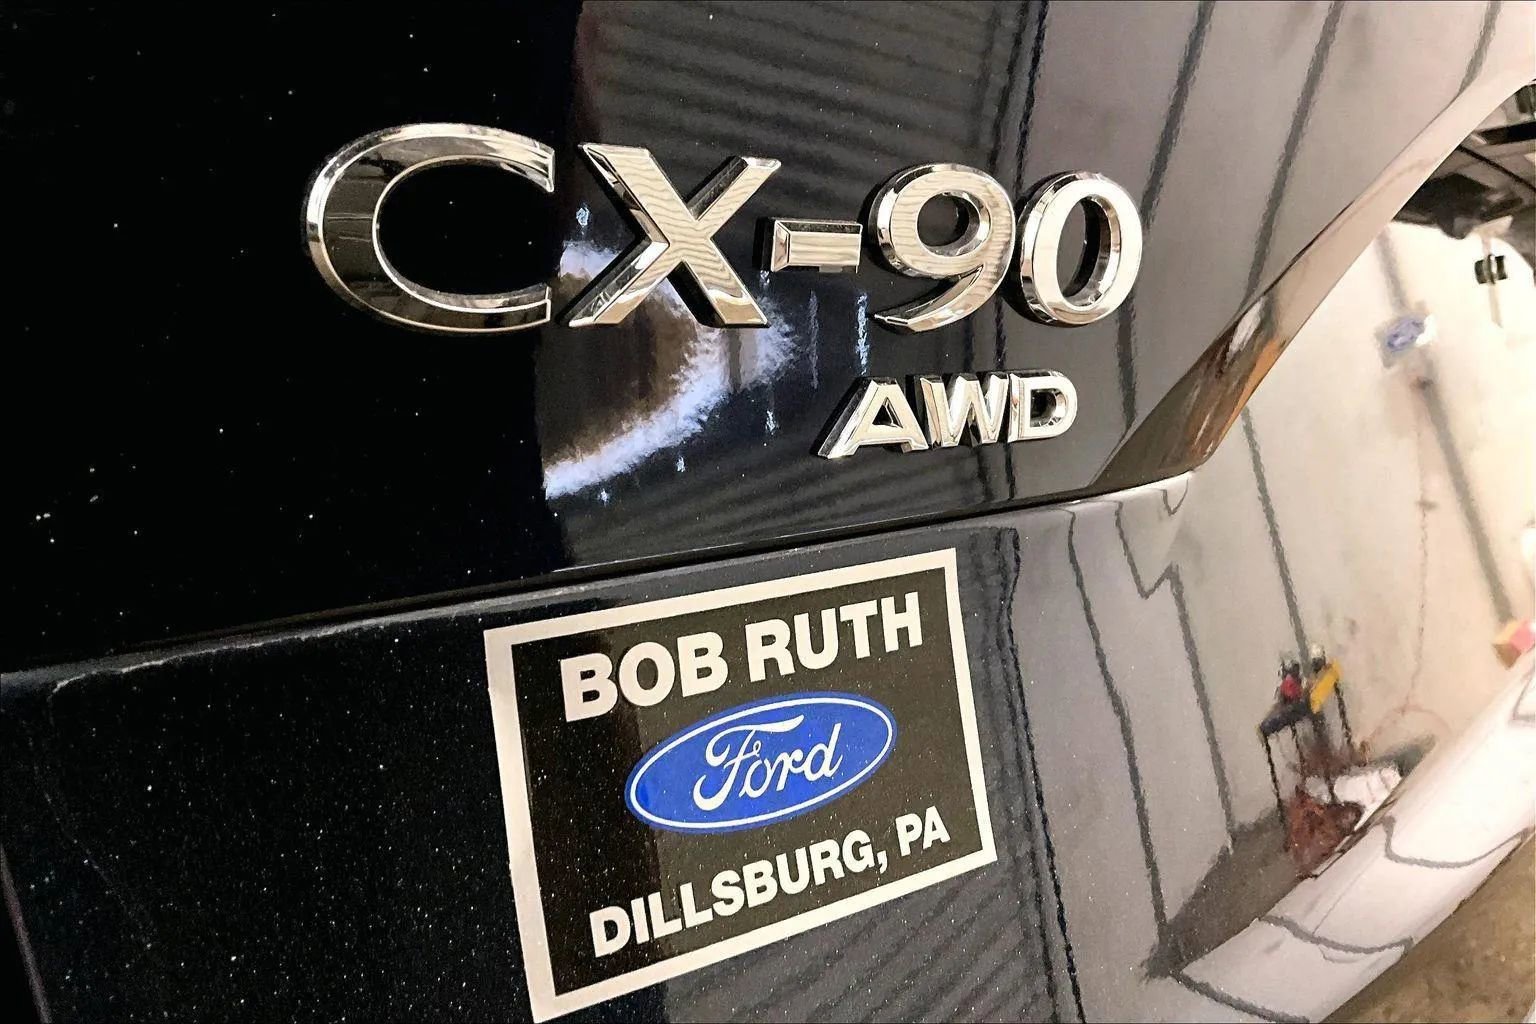 CX-90
AWD
BOB RUTH
Ford
DILLSBURG, PA